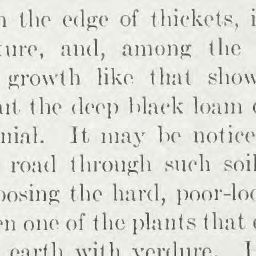 n the edge of thickets, i
ture, and, among the
growth like that show
ut the deep black loam o
nial. It may be notice
road through such soil
posing the hard, poor-loo
en one of the plants that e
earth with verdure. I